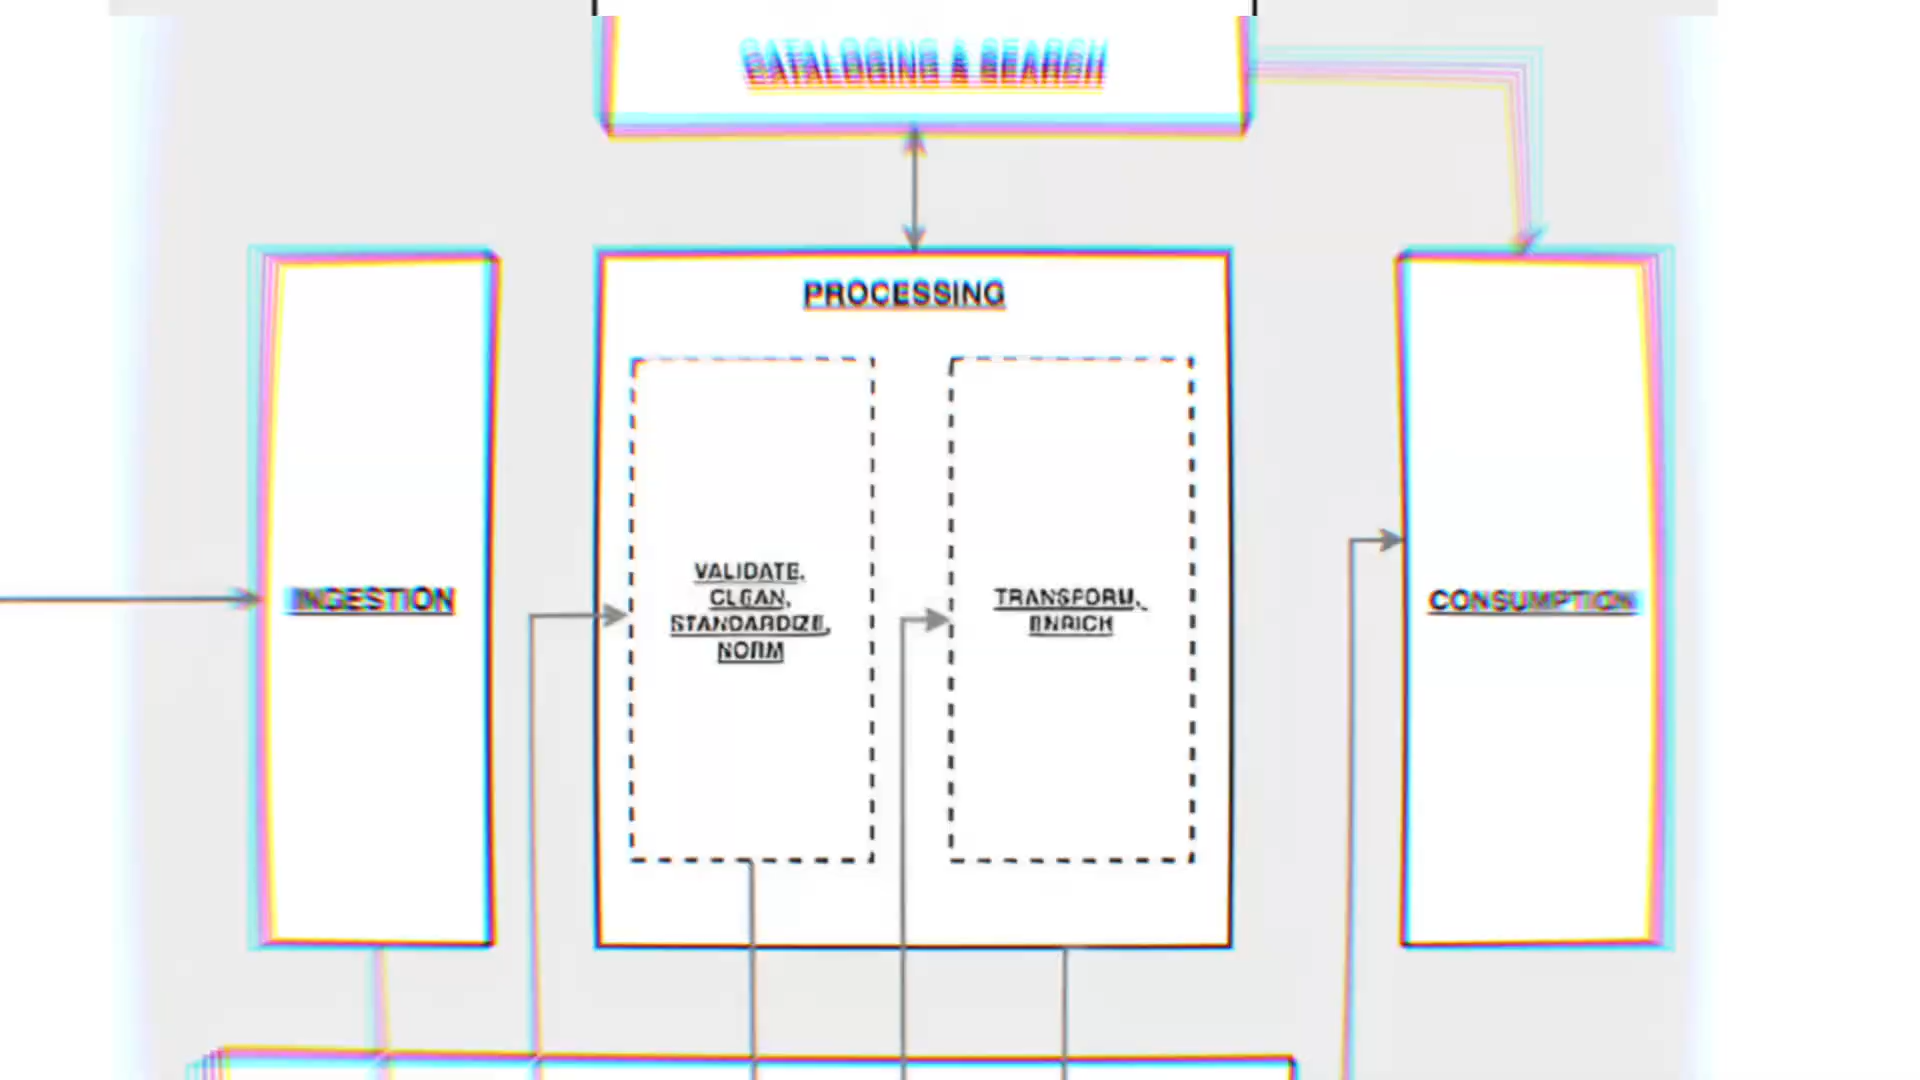 CATALOGING & SEARCH
PROCESSING
INGESTION
VALIDATE,
CLEAN,
STANDARDIZE,
NORM
TRANSFORM,
ENRICH
CONSUMPTION